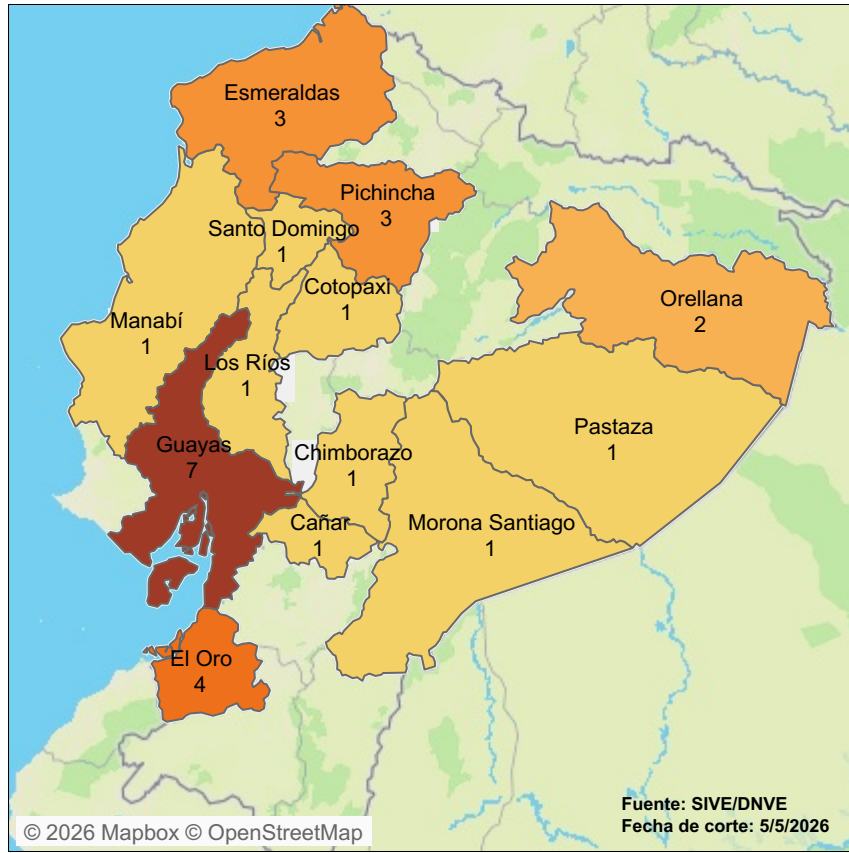 Esmeraldas
3
Pichincha
3
Santo Domingo
1
Cotopaxi
1
Orellana
2
Manabí
1
Los Ríos
1
Guayas
7
Pastaza
1
Chimborazo
1
Cañar
1
Morona Santiago
1
El Oro
4
Fuente: SIVE/DNVE
Fecha de corte: 5/5/2026
© 2026 Mapbox © OpenStreetMap